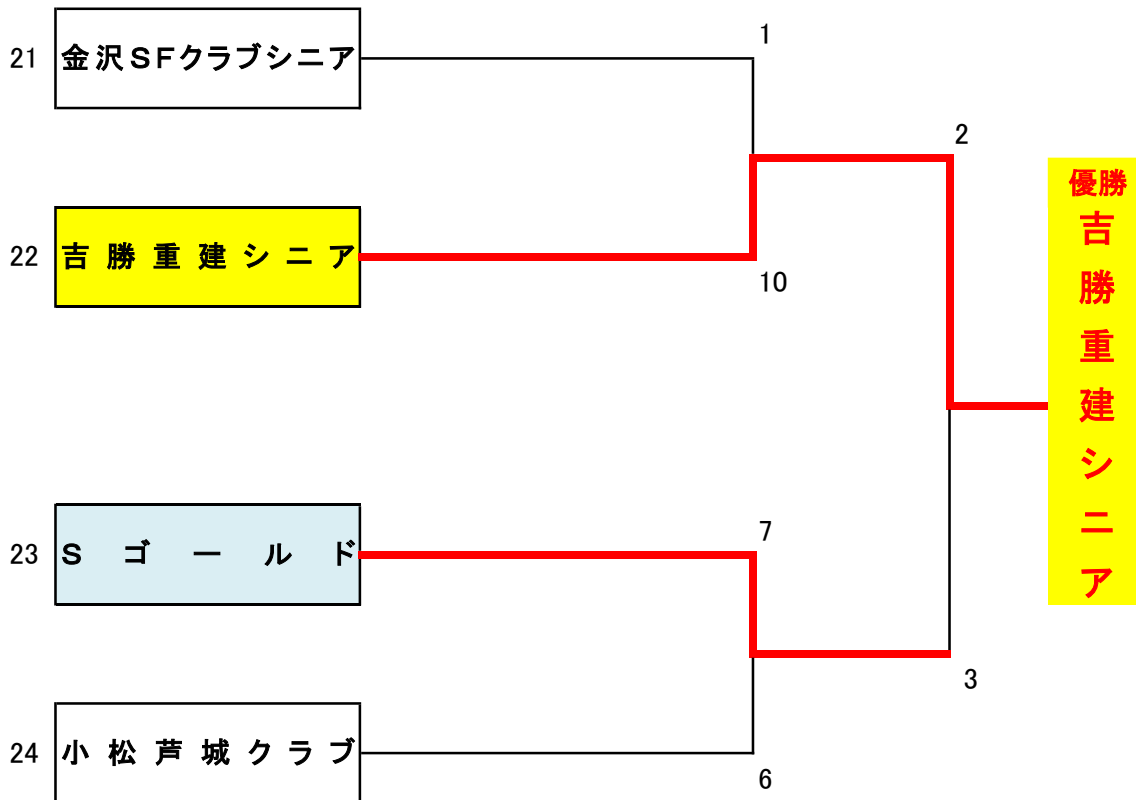 21 金沢SFクラブシニア
1
2
22 吉勝重建シニア
10
優勝
吉勝重建シニア
23 Sゴールド
7
3
24 小松芦城クラブ
6